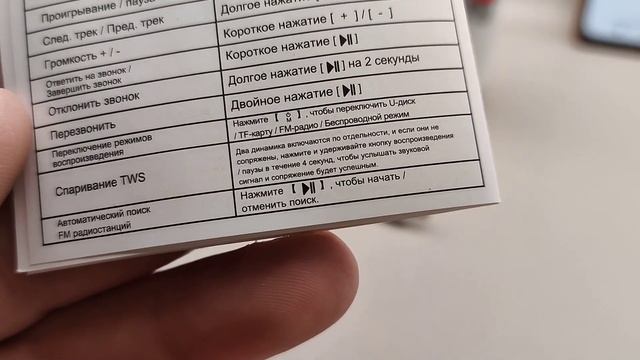 Проигрывание / пауза
Долгое нажатие
След. трек / Пред. трек
Короткое нажатие [ + ] / [ - ]
Громкость + / -
Короткое нажатие [ ]
Ответить на звонок /
Завершить звонок
Долгое нажатие [ ] на 2 секунды
Отклонить звонок
Двойное нажатие [ ]
Перезвонить
Нажмите [ M ] , чтобы переключить U-диск
/ TF-карту / FM-радио / Беспроводной режим
Переключение режимов
воспроизведения
Два динамика включаются по отдельности, и если они не
сопряжены, нажмите и удерживайте кнопку воспроизведения
/ паузы в течение 4 секунд, чтобы услышать звуковой
сигнал и сопряжение будет успешным.
Спаривание TWS
Нажмите [ ] , чтобы начать /
отменить поиск.
Автоматический поиск
FM радиостанций